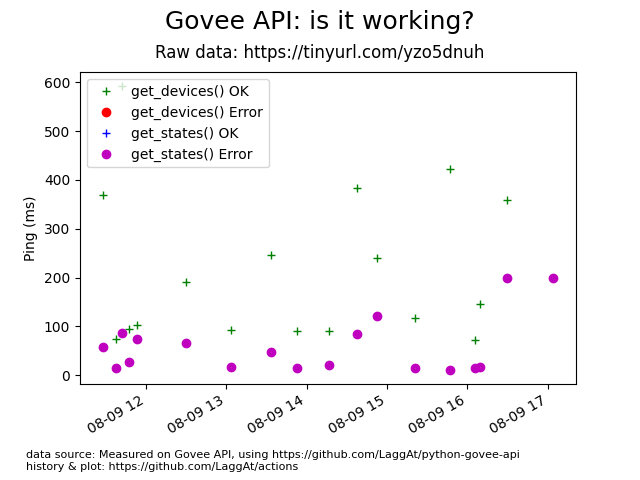 Govee API: is it working?
Raw data: https://tinyurl.com/yzo5dnuh
600
500
400
300
200
100
0
Ping (ms)
get_devices() OK
get_devices() Error
get_states() OK
get_states() Error
08-09 12
08-09 13
08-09 14
08-09 15
08-09 16
08-09 17
data source: Measured on Govee API, using https://github.com/LaggAt/python-govee-api
history & plot: https://github.com/LaggAt/actions